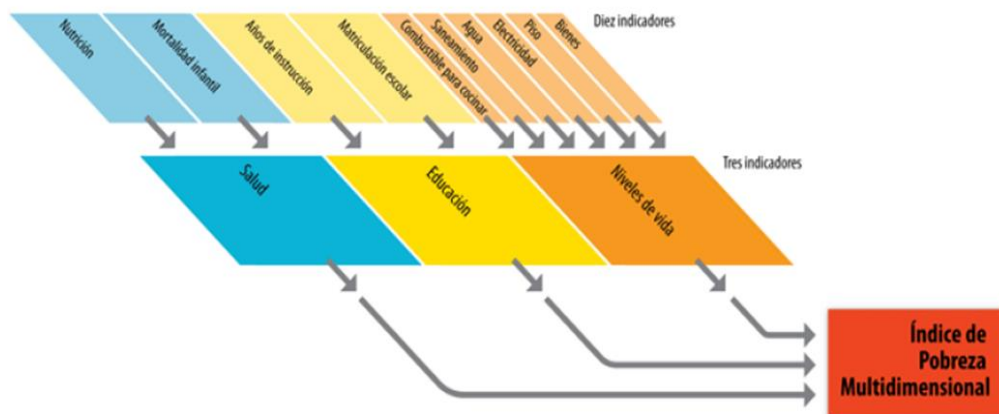 Nutrición
Mortalidad infantil
Años de instrucción
Matriculación escolar
Combustible para cocinar
Saneamiento
Agua
Electricidad
Piso
Bienes
Diez indicadores
Salud
Educación
Niveles de vida
Tres indicadores
Índice de
Pobreza
Multidimensional